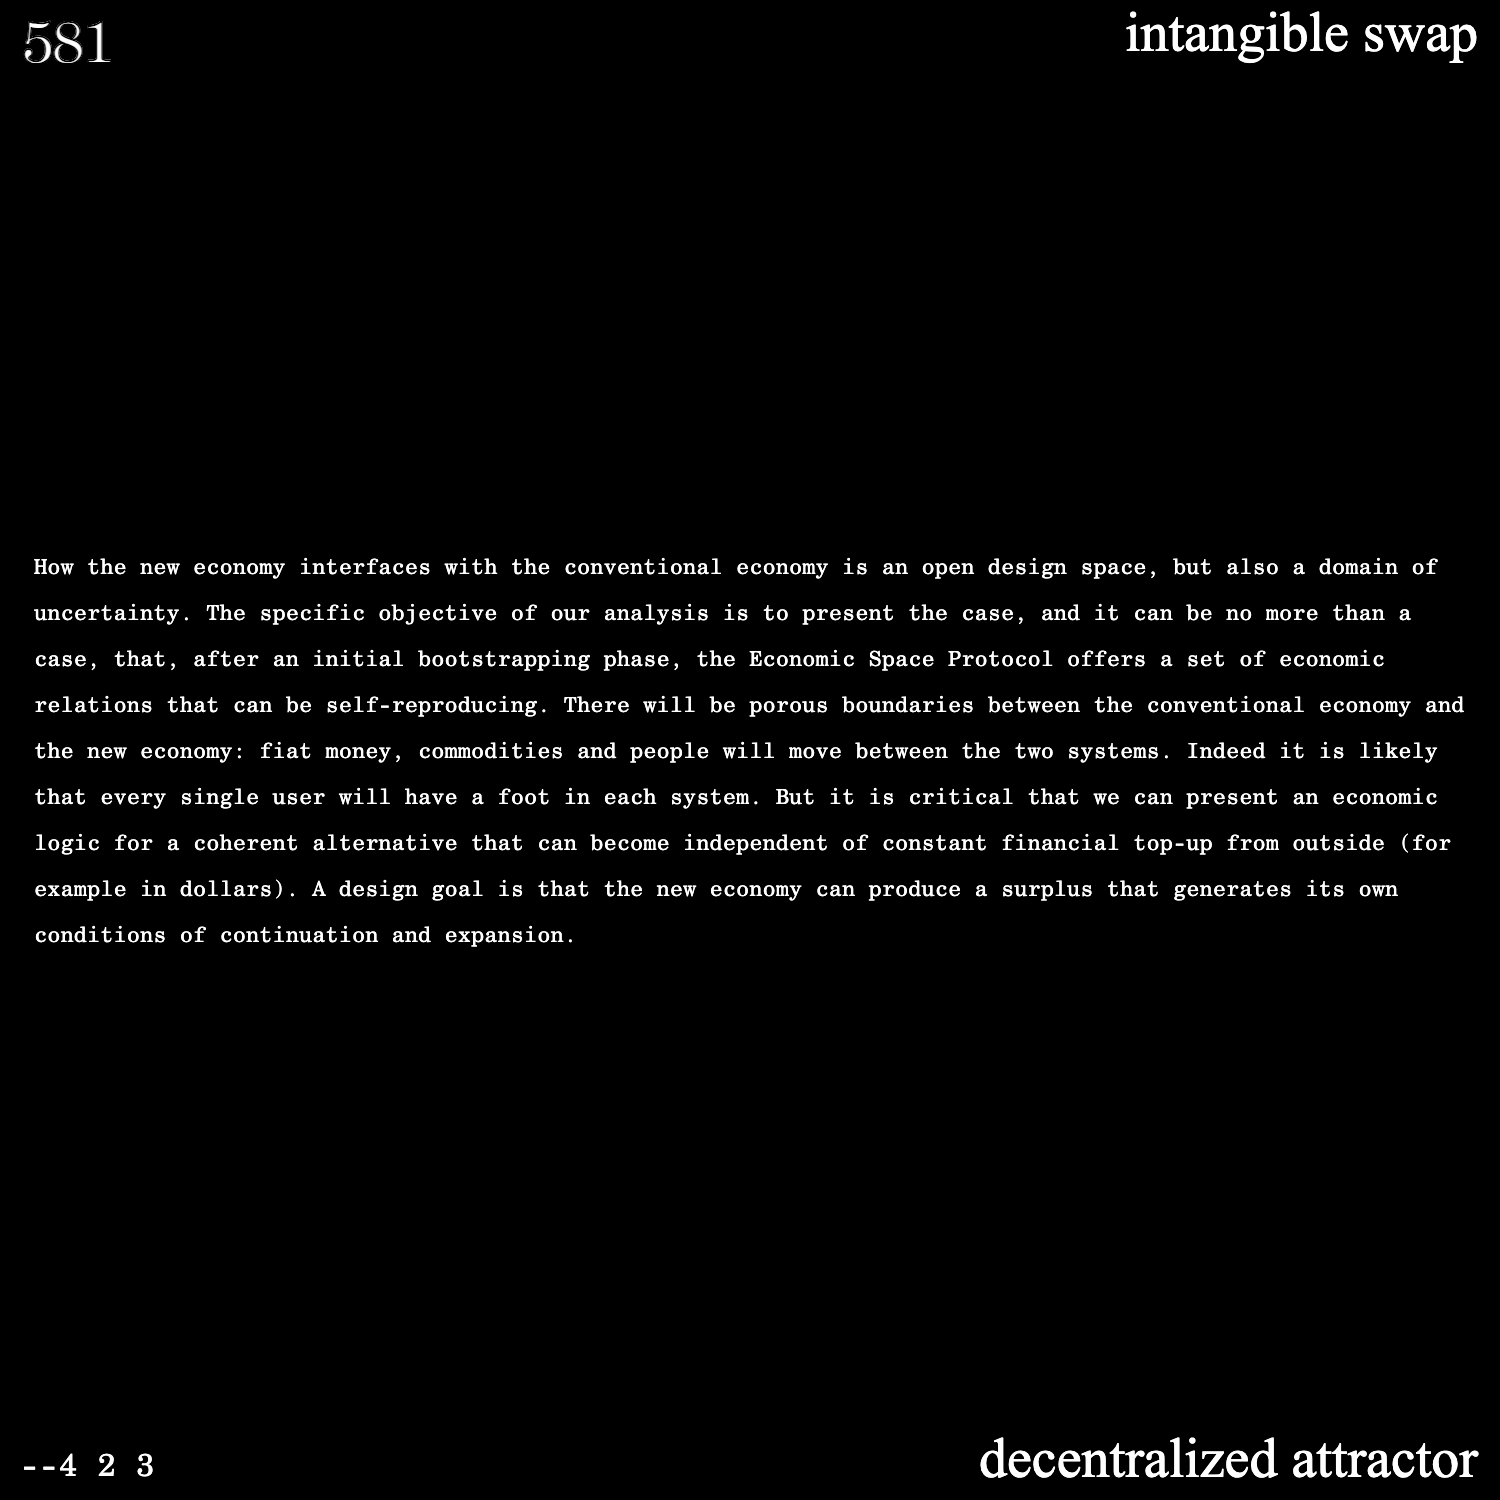 581
intangible swap
How the new economy interfaces with the conventional economy is an open design space, but also a domain of
uncertainty. The specific objective of our analysis is to present the case, and it can be no more than a
case, that, after an initial bootstrapping phase, the Economic Space Protocol offers a set of economic
relations that can be self-reproducing. There will be porous boundaries between the conventional economy and
the new economy: fiat money, commodities and people will move between the two systems. Indeed it is likely
that every single user will have a foot in each system. But it is critical that we can present an economic
logic for a coherent alternative that can become independent of constant financial top-up from outside (for
example in dollars). A design goal is that the new economy can produce a surplus that generates its own
conditions of continuation and expansion.
--4 2 3
decentralized attractor